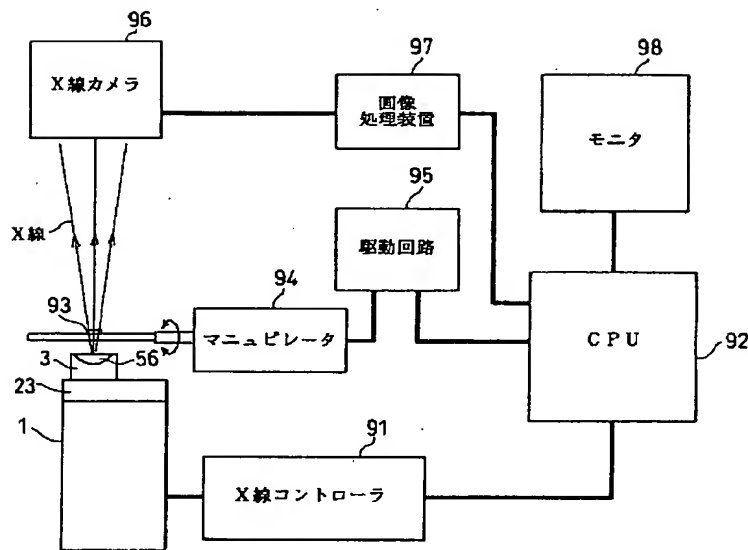 96
X線カメラ
97
画像
処理装置
98
モニタ
95
駆動回路
X線
93
94
マニュピレータ
CPU
92
3
56
23
1
91
X線コントローラ